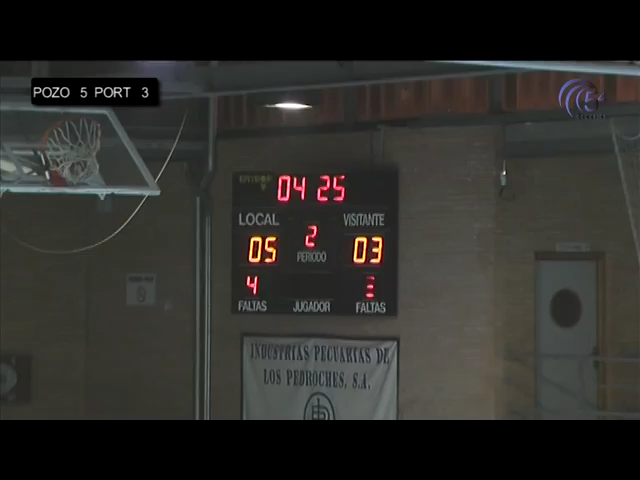 POZO 5 PORT 3
04 25
LOCAL
VISITANTE
2
05
PERIODO
03
4
FALTAS
JUGADOR
FALTAS
INDUSTRIAS PECUARIAS DE
LOS PEDROCHES, S.A.